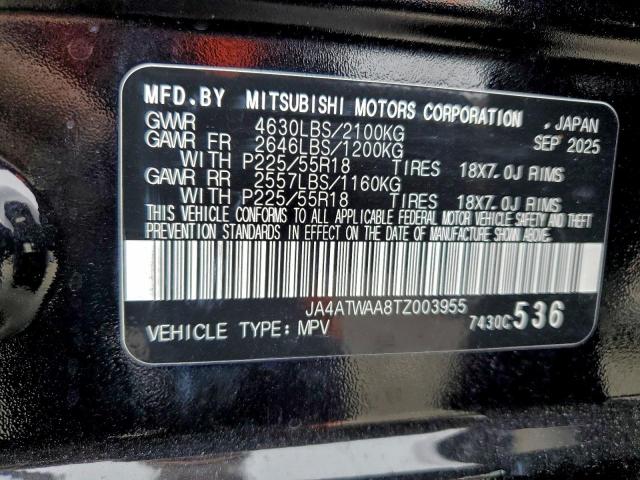 MFD.BY MITSUBISHI MOTORS CORPORATION , JAPAN
GVWR 4630LBS/2100KG SEP 2025
GAWR FR 2646LBS/1200KG
WITH P225/55R18 TIRES 18X7.0J RIMS
GAWR RR 2557LBS/1160KG
WITH P225/55R18 TIRES 18X7.0J RIMS
THIS VEHICLE CONFORMS TO ALL APPLICABLE FEDERAL MOTOR VEHICLE SAFETY AND THEFT
PREVENTION STANDARDS IN EFFECT ON THE DATE OF MANUFACTURE SHOWN ABOVE.
JA4ATWAA8TZ003955
VEHICLE TYPE: MPV 7430C536